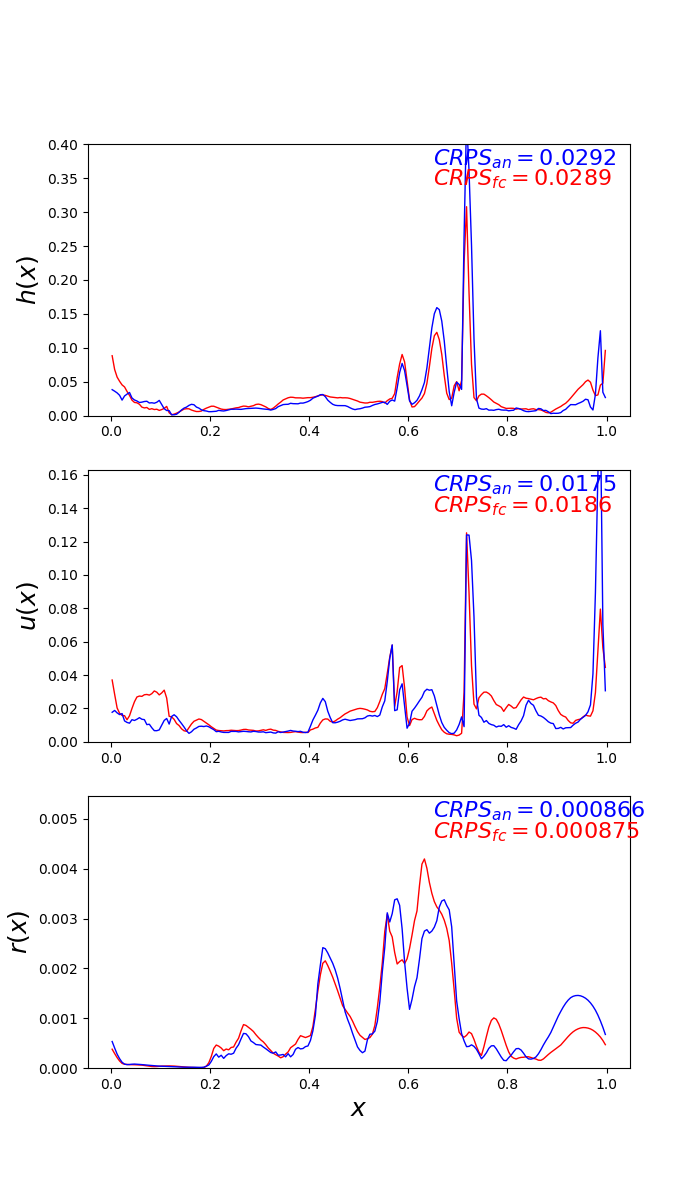 CRPS_an = 0.0292
CRPS_fc = 0.0289
h(x)
0.40
0.35
0.30
0.25
0.20
0.15
0.10
0.05
0.00
0.0 0.2 0.4 0.6 0.8 1.0
CRPS_an = 0.0175
CRPS_fc = 0.0186
u(x)
0.16
0.14
0.12
0.10
0.08
0.06
0.04
0.02
0.00
0.0 0.2 0.4 0.6 0.8 1.0
CRPS_an = 0.000866
CRPS_fc = 0.000875
r(x)
0.005
0.004
0.003
0.002
0.001
0.000
0.0 0.2 0.4 0.6 0.8 1.0
x